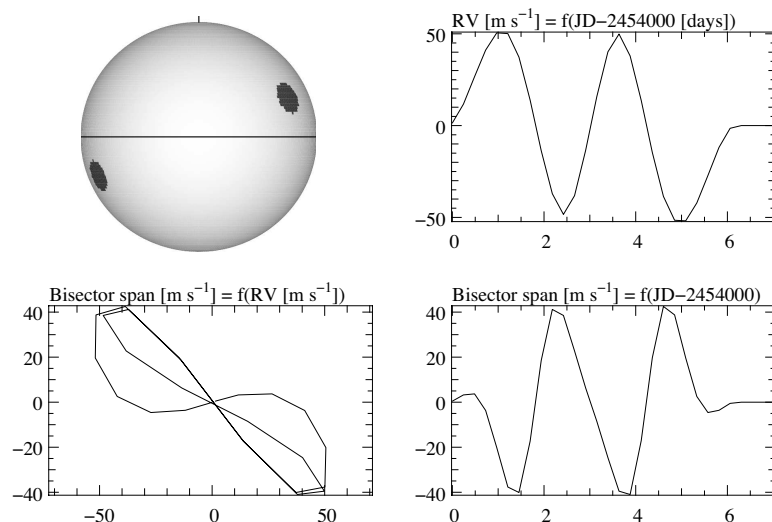 RV [m s⁻¹] = f(JD−2454000 [days])
50
0
−50
0 2 4 6
Bisector span [m s⁻¹] = f(RV [m s⁻¹])
40
20
0
−20
−40
−50 0 50
Bisector span [m s⁻¹] = f(JD−2454000)
40
20
0
−20
−40
0 2 4 6